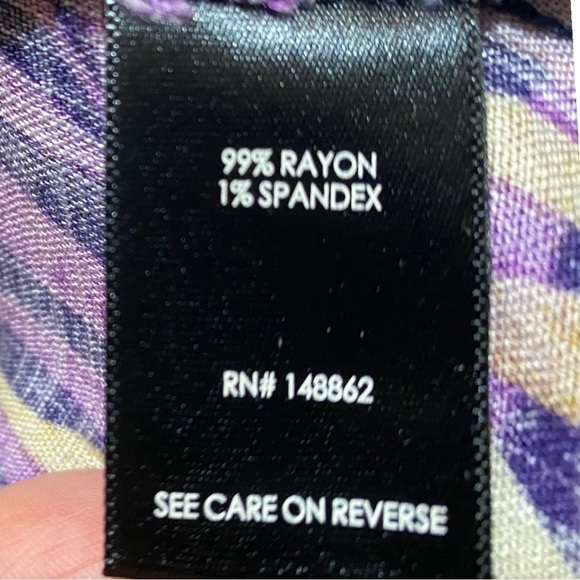 99% RAYON
1% SPANDEX
RN# 148862
SEE CARE ON REVERSE